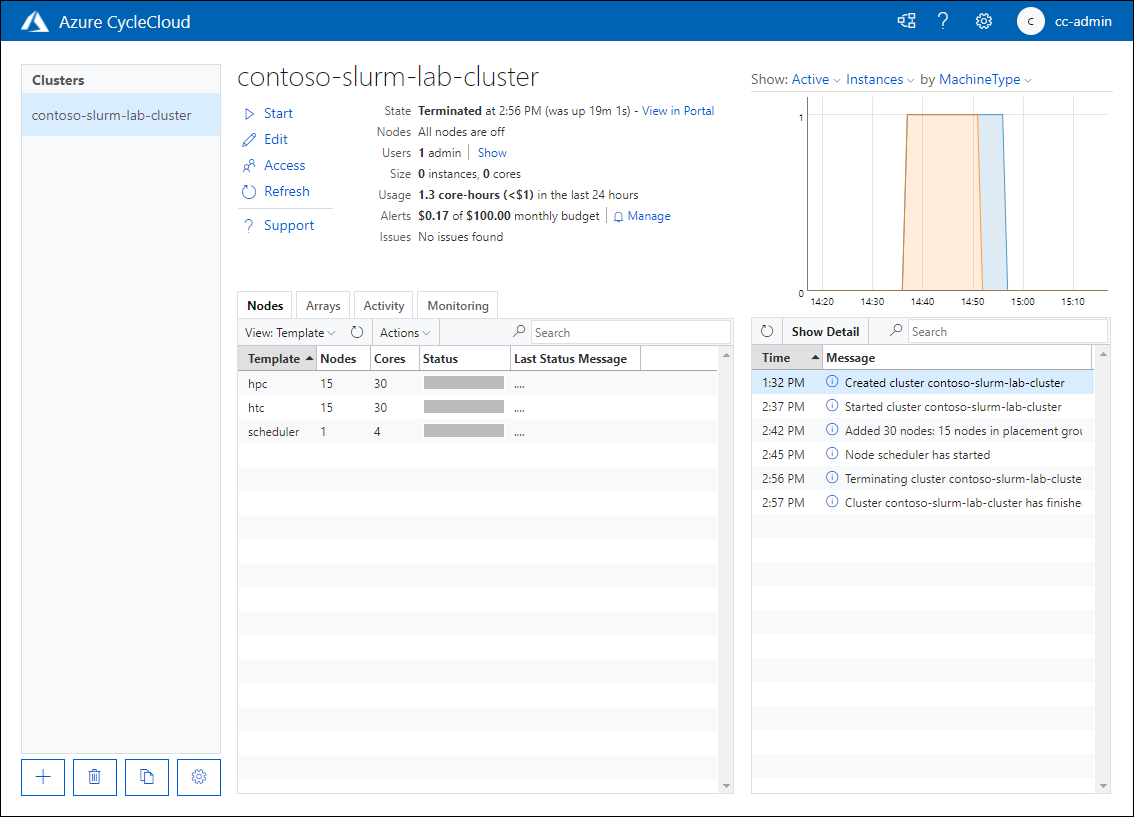 Azure CycleCloud
? C cc-admin
Clusters
contoso-slurm-lab-cluster
contoso-slurm-lab-cluster
Start
Edit
Access
Refresh
? Support
State Terminated at 2:56 PM (was up 19m 1s) - View in Portal
Nodes All nodes are off
Users 1 admin | Show
Size 0 instances, 0 cores
Usage 1.3 core-hours (<$1) in the last 24 hours
Alerts $0.17 of $100.00 monthly budget | Manage
Issues No issues found
Show: Active Instances by MachineType
1
0
14:20 14:30 14:40 14:50 15:00 15:10
Nodes Arrays Activity Monitoring
View: Template Actions Search
Template Nodes Cores Status Last Status Message
hpc 15 30 ....
htc 15 30 ....
scheduler 1 4 ....
Show Detail Search
Time Message
1:32 PM Created cluster contoso-slurm-lab-cluster
2:37 PM Started cluster contoso-slurm-lab-cluster
2:42 PM Added 30 nodes: 15 nodes in placement grou
2:45 PM Node scheduler has started
2:56 PM Terminating cluster contoso-slurm-lab-cluste
2:57 PM Cluster contoso-slurm-lab-cluster has finishe